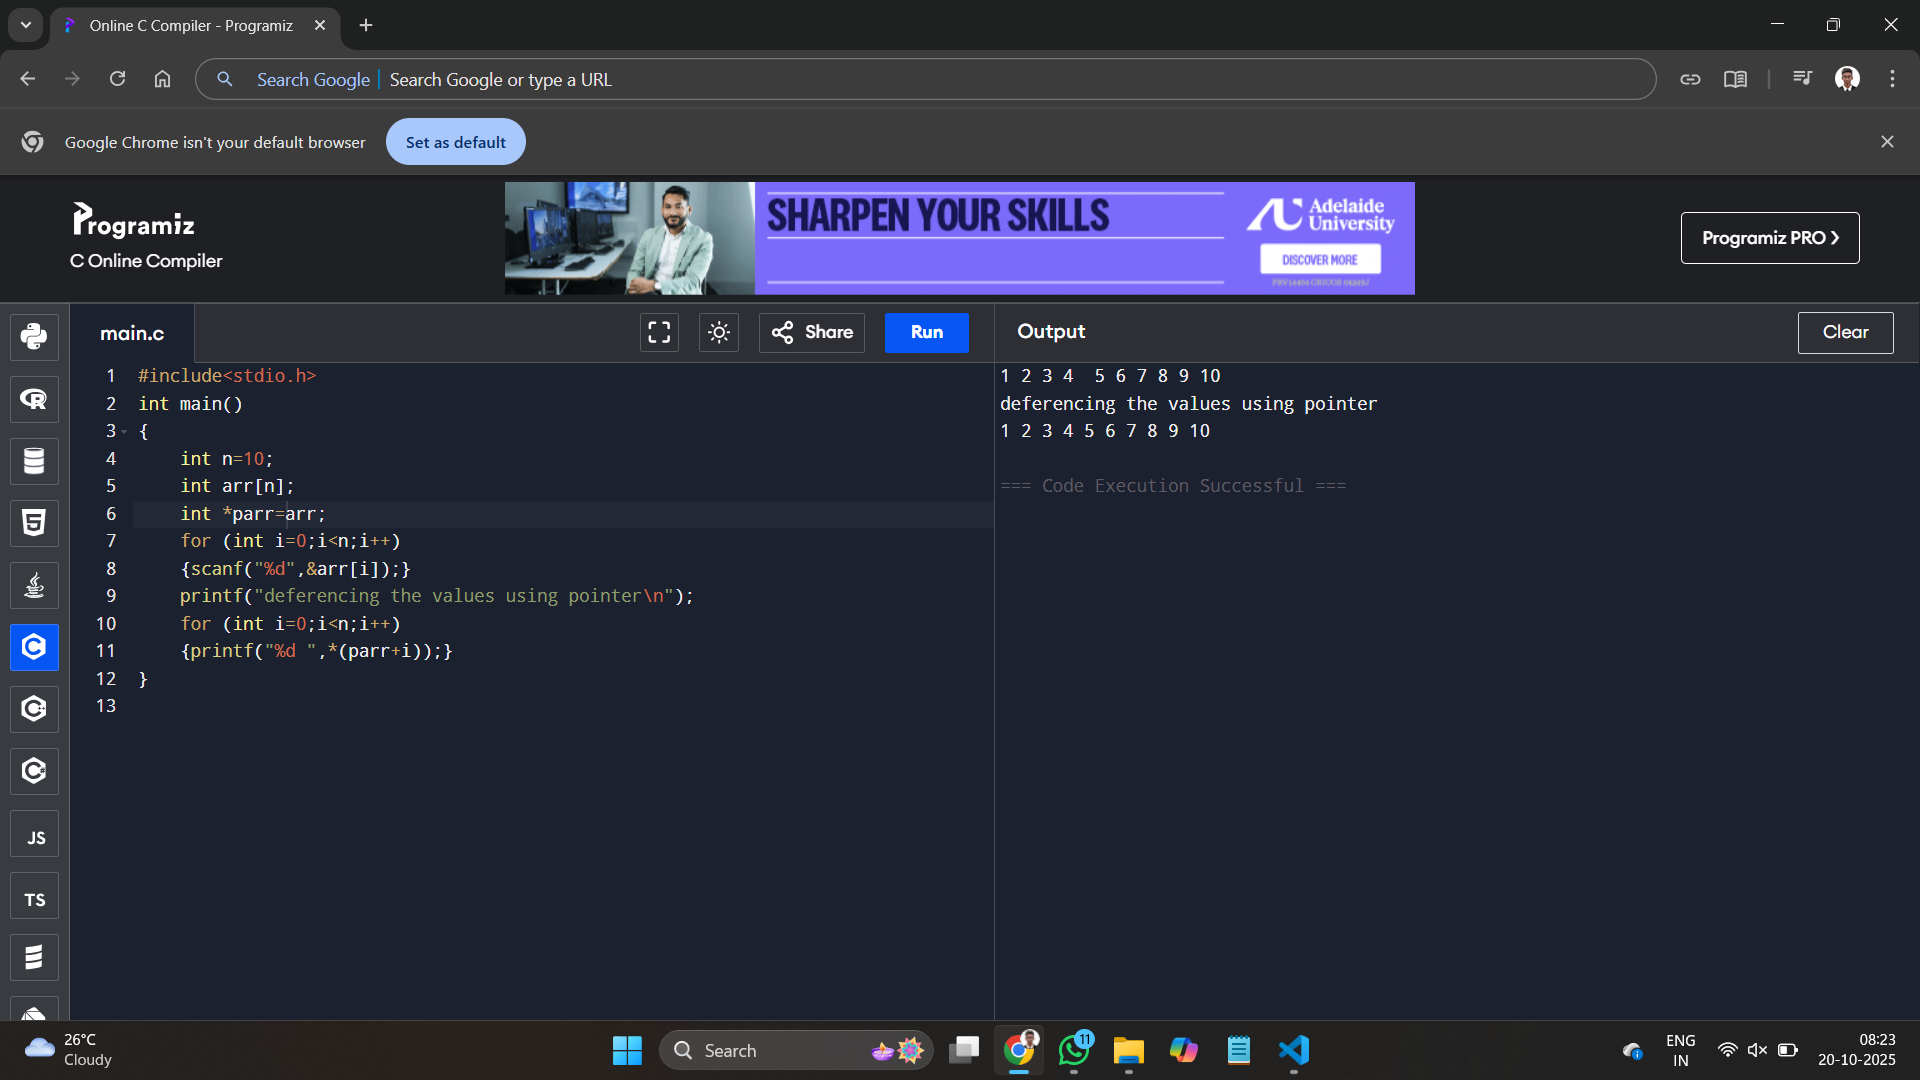 Online C Compiler - Programiz
Search Google Search Google or type a URL
Google Chrome isn't your default browser Set as default
Programiz
C Online Compiler
SHARPEN YOUR SKILLS
Adelaide
University
DISCOVER MORE
Programiz PRO ❯
main.c
Share
Run
Output
Clear
1 #include<stdio.h>
2 int main()
3 {
4     int n=10;
5     int arr[n];
6     int *parr=arr;
7     for (int i=0;i<n;i++)
8     {scanf("%d",&arr[i]);}
9     printf("deferencing the values using pointer\n");
10     for (int i=0;i<n;i++)
11     {printf("%d ",*(parr+i));}
12 }
13
1 2 3 4  5 6 7 8 9 10
deferencing the values using pointer
1 2 3 4 5 6 7 8 9 10
=== Code Execution Successful ===
JS
TS
26°C
Cloudy
Search
11
ENG
IN
08:23
20-10-2025